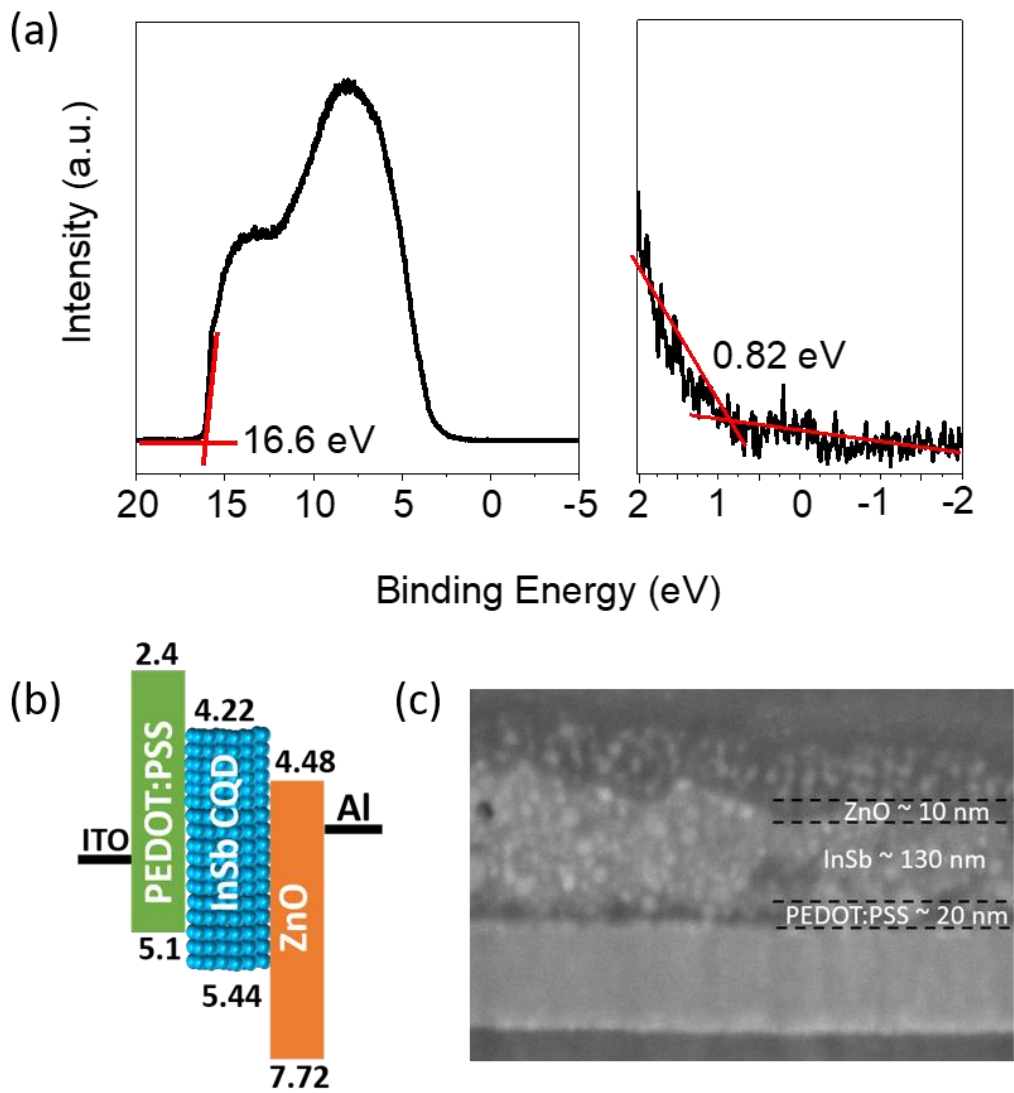 (a)
Intensity (a.u.)
16.6 eV
0.82 eV
20 15 10 5 0 -5
2 1 0 -1 -2
Binding Energy (eV)
(b)
2.4
4.22
4.48
PEDOT:PSS
InSb CQD
ZnO
ITO
Al
5.1
5.44
7.72
(c)
ZnO ~ 10 nm
InSb ~ 130 nm
PEDOT:PSS ~ 20 nm